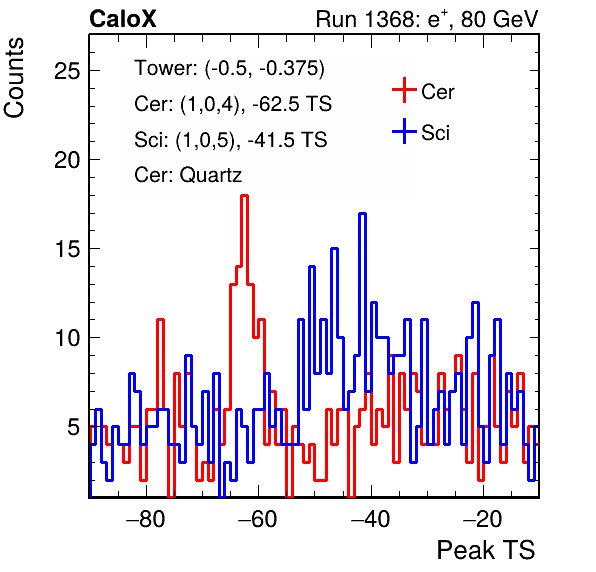 CaloX Run 1368: e⁺, 80 GeV
Counts
Tower: (-0.5, -0.375)
Cer: (1,0,4), -62.5 TS
Sci: (1,0,5), -41.5 TS
Cer: Quartz
Cer
Sci
25
20
15
10
5
−80 −60 −40 −20
Peak TS